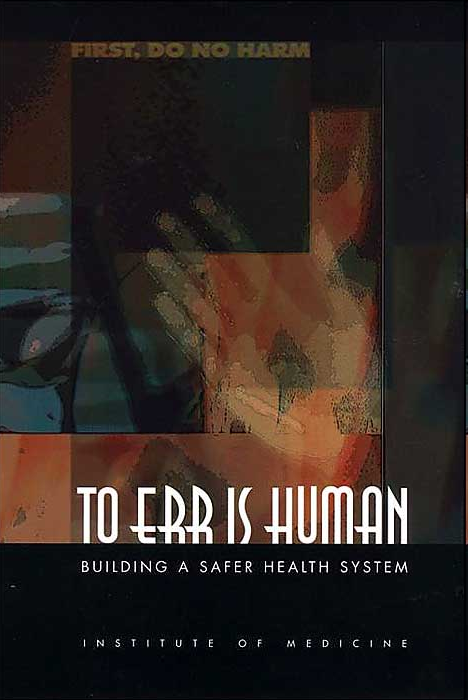 FIRST, DO NO HARM
TO ERR IS HUMAN
BUILDING A SAFER HEALTH SYSTEM
INSTITUTE OF MEDICINE